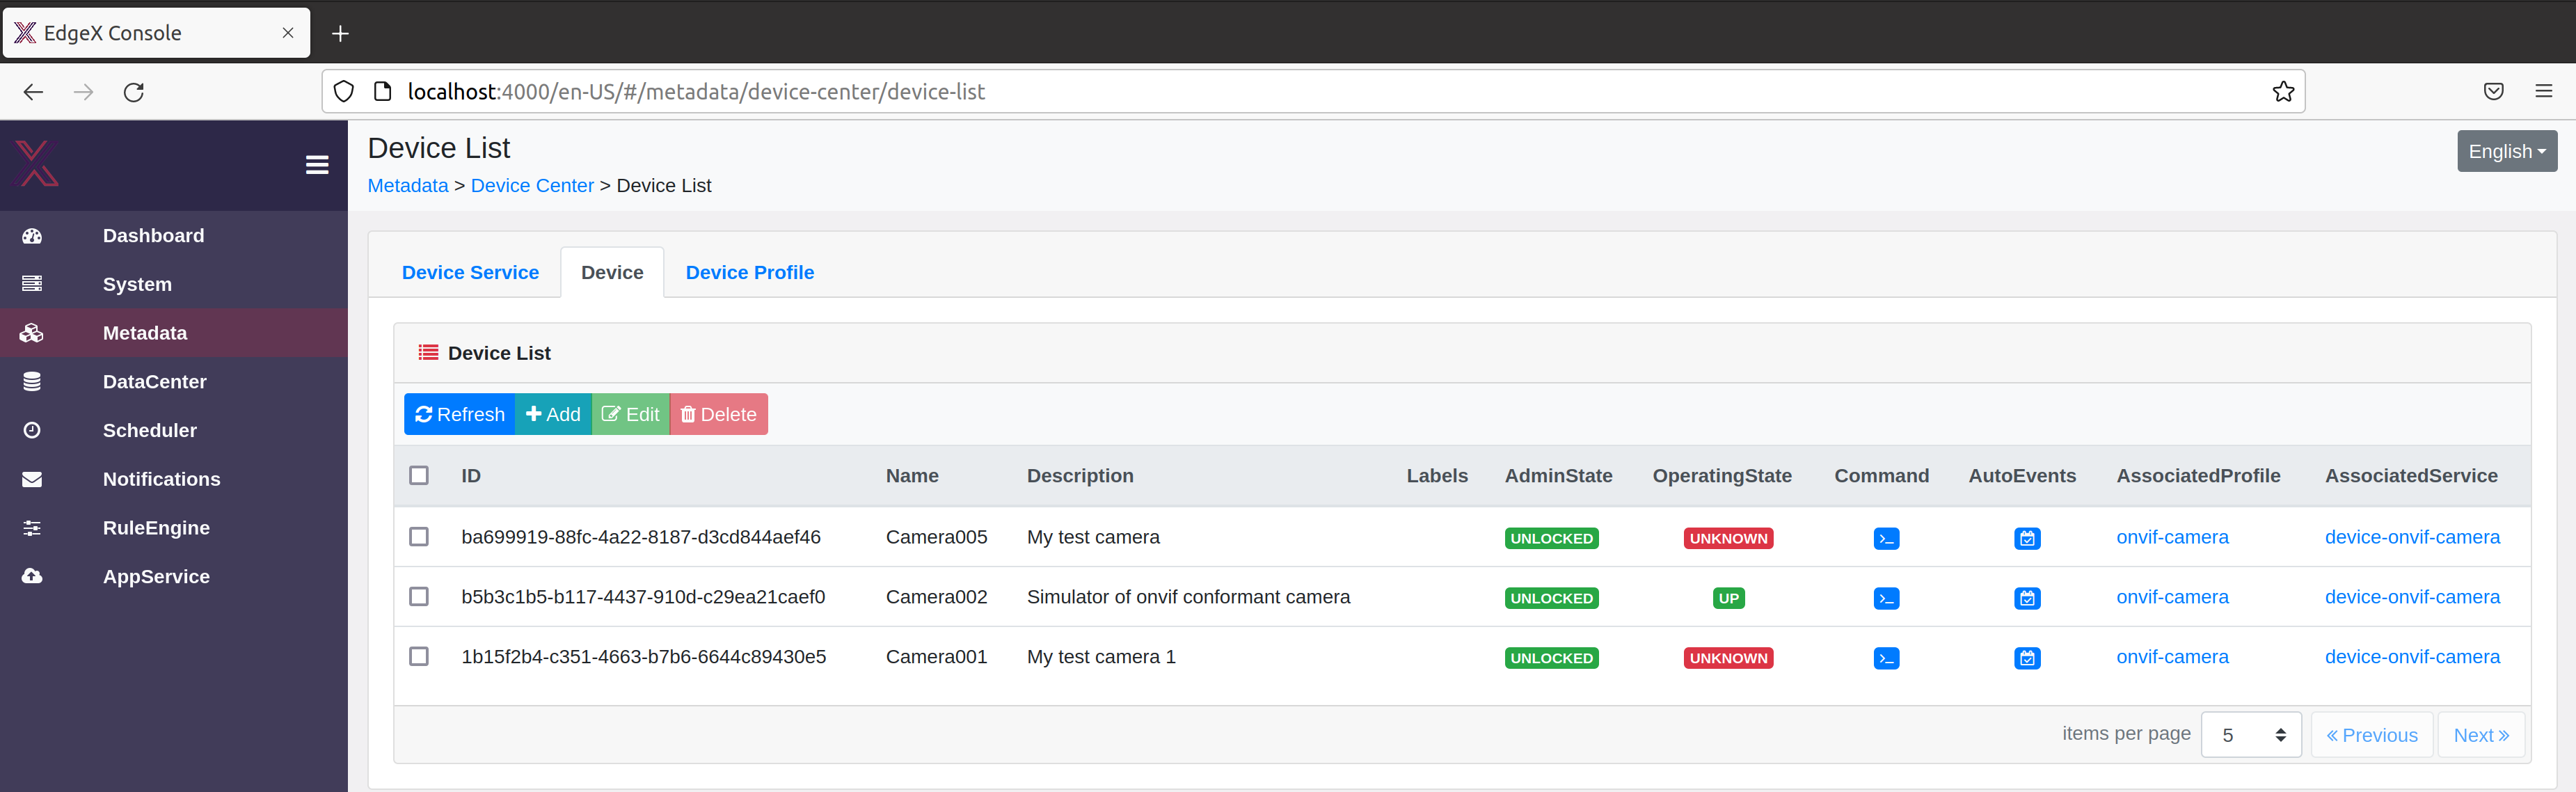 EdgeX Console
localhost:4000/en-US/#/metadata/device-center/device-list
Device List
English
Metadata > Device Center > Device List
Dashboard
System
Metadata
DataCenter
Scheduler
Notifications
RuleEngine
AppService
Device Service Device Device Profile
Device List
Refresh Add Edit Delete
ID Name Description Labels AdminState OperatingState Command AutoEvents AssociatedProfile AssociatedService
ba699919-88fc-4a22-8187-d3cd844aef46 Camera005 My test camera UNLOCKED UNKNOWN onvif-camera device-onvif-camera
b5b3c1b5-b117-4437-910d-c29ea21caef0 Camera002 Simulator of onvif conformant camera UNLOCKED UP onvif-camera device-onvif-camera
1b15f2b4-c351-4663-b7b6-6644c89430e5 Camera001 My test camera 1 UNLOCKED UNKNOWN onvif-camera device-onvif-camera
items per page 5 « Previous Next »